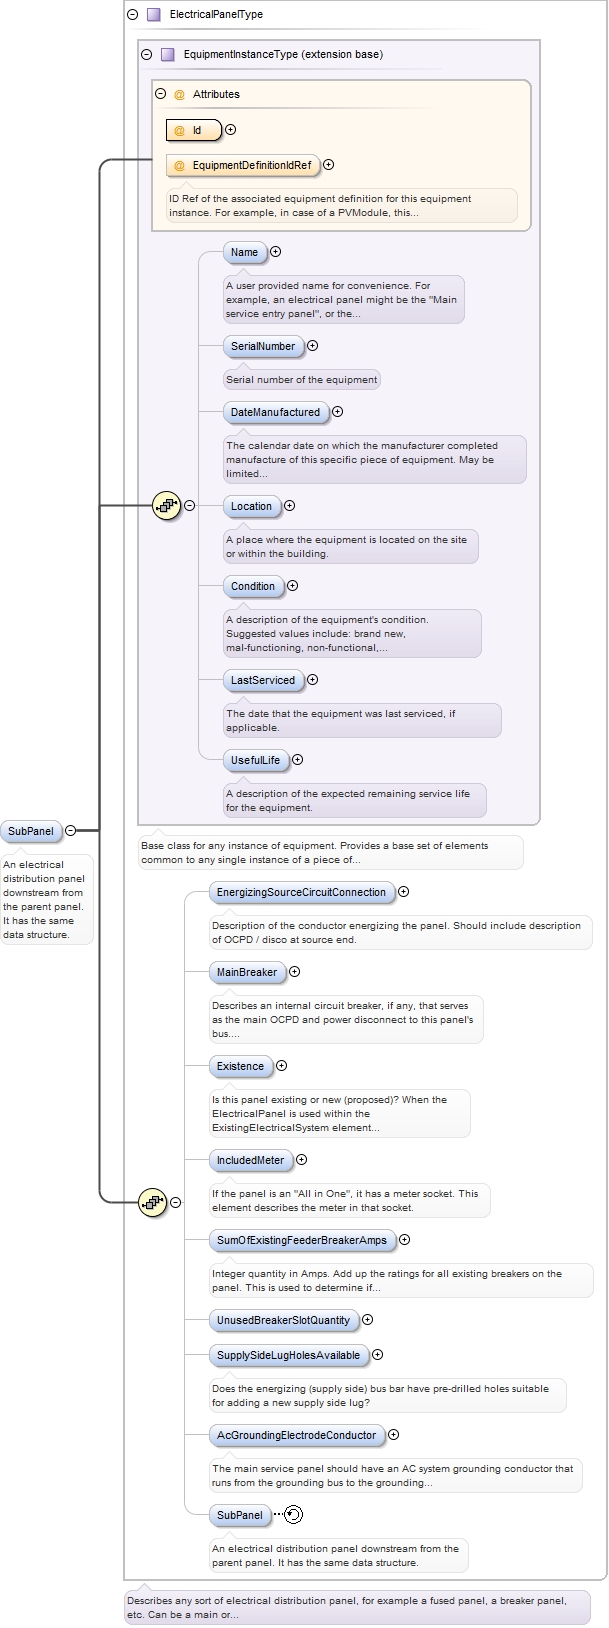 ElectricalPanelType
EquipmentInstanceType (extension base)
@ Attributes
@ Id
@ EquipmentDefinitionIdRef
ID Ref of the associated equipment definition for this equipment
instance. For example, in case of a PVModule, this...
Name
A user provided name for convenience. For
example, an electrical panel might be the "Main
service entry panel", or the...
SerialNumber
Serial number of the equipment
DateManufactured
The calendar date on which the manufacturer completed
manufacture of this specific piece of equipment. May be
limited...
Location
A place where the equipment is located on the site
or within the building.
Condition
A description of the equipment's condition.
Suggested values include: brand new,
mal-functioning, non-functional,...
LastServiced
The date that the equipment was last serviced, if
applicable.
UsefulLife
A description of the expected remaining service life
for the equipment.
SubPanel
An electrical
distribution panel
downstream from
the parent panel.
It has the same
data structure.
Base class for any instance of equipment. Provides a base set of elements
common to any single instance of a piece of...
EnergizingSourceCircuitConnection
Description of the conductor energizing the panel. Should include description
of OCPD / disco at source end.
MainBreaker
Describes an internal circuit breaker, if any, that serves
as the main OCPD and power disconnect to this panel's
bus....
Existence
Is this panel existing or new (proposed)? When the
ElectricalPanel is used within the
ExistingElectricalSystem element...
IncludedMeter
If the panel is an "All in One", it has a meter socket. This
element describes the meter in that socket.
SumOfExistingFeederBreakerAmps
Integer quantity in Amps. Add up the ratings for all existing breakers on the
panel. This is used to determine if...
UnusedBreakerSlotQuantity
SupplySideLugHolesAvailable
Does the energizing (supply side) bus bar have pre-drilled holes suitable
for adding a new supply side lug?
AcGroundingElectrodeConductor
The main service panel should have an AC system grounding conductor that
runs from the grounding bus to the grounding...
SubPanel
An electrical distribution panel downstream from the
parent panel. It has the same data structure.
Describes any sort of electrical distribution panel, for example a fused panel, a breaker panel,
etc. Can be a main or...